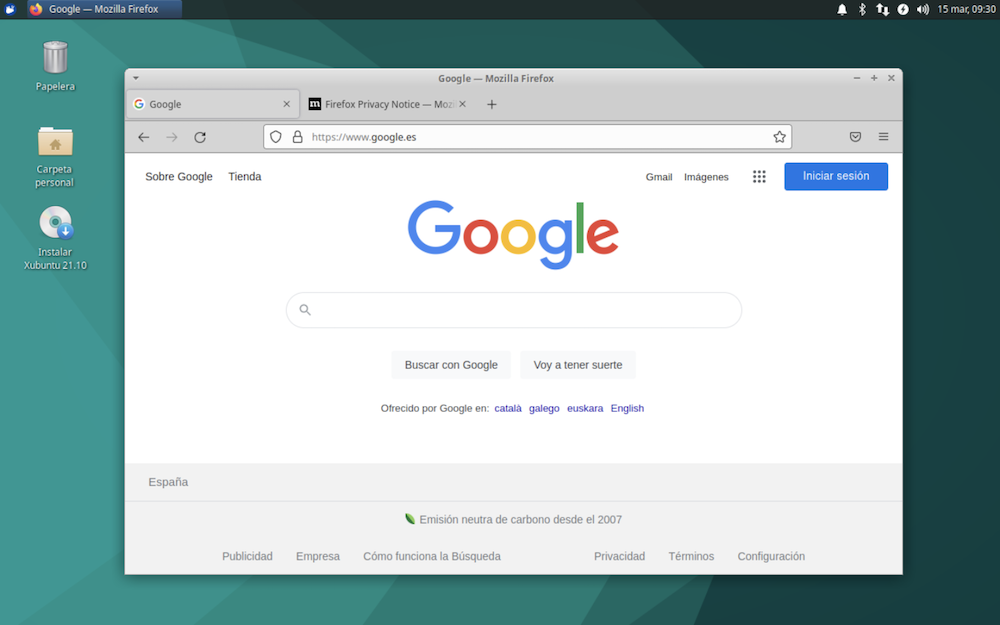 Google — Mozilla Firefox
15 mar, 09:30
Papelera
Carpeta
personal
Instalar
Xubuntu 21.10
Google — Mozilla Firefox
Google
Firefox Privacy Notice — Moz
https://www.google.es
Sobre Google
Tienda
Gmail
Imágenes
Iniciar sesión
Google
Buscar con Google
Voy a tener suerte
Ofrecido por Google en: català galego euskara English
España
Emisión neutra de carbono desde el 2007
Publicidad
Empresa
Cómo funciona la Búsqueda
Privacidad
Términos
Configuración